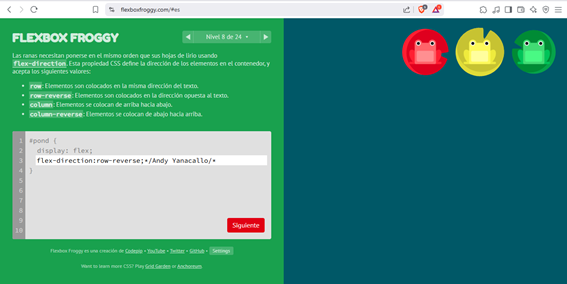 flexboxfroggy.com/#es
FLEXBOX FROGGY
Nivel 8 de 24
Las ranas necesitan ponerse en el mismo orden que sus hojas de lirio usando
flex-direction. Esta propiedad CSS define la dirección de los elementos en el contenedor, y
acepta los siguientes valores:
• row: Elementos son colocados en la misma dirección del texto.
• row-reverse: Elementos son colocados en la dirección opuesta al texto.
• column: Elementos se colocan de arriba hacia abajo.
• column-reverse: Elementos se colocan de abajo hacia arriba.
1 #pond {
2 display: flex;
3 flex-direction:row-reverse;*/Andy Yanacallo/*
4 }
5
6
7
8
9
10
Siguiente
Flexbox Froggy es una creación de Codepip • YouTube • Twitter • GitHub • Settings
Want to learn more CSS? Play Grid Garden or Anchoreum.